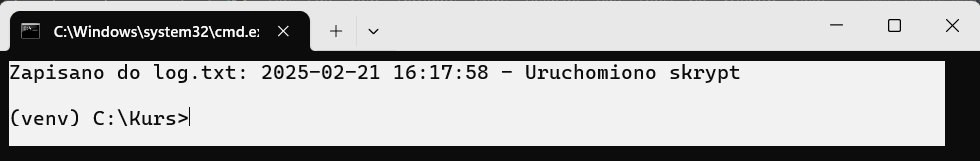 C:\Windows\system32\cmd.e
Zapisano do log.txt: 2025-02-21 16:17:58 - Uruchomiono skrypt
(venv) C:\Kurs>